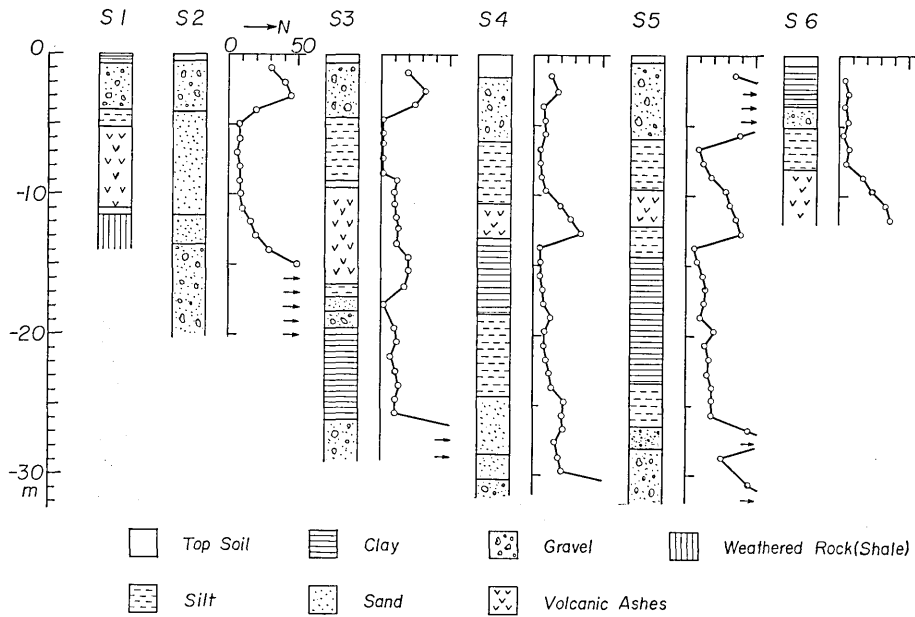 S1 S2 S3 S4 S5 S6
→N
0 0 50
-10
-20
-30
m
Top Soil Clay Gravel Weathered Rock(Shale)
Silt Sand Volcanic Ashes